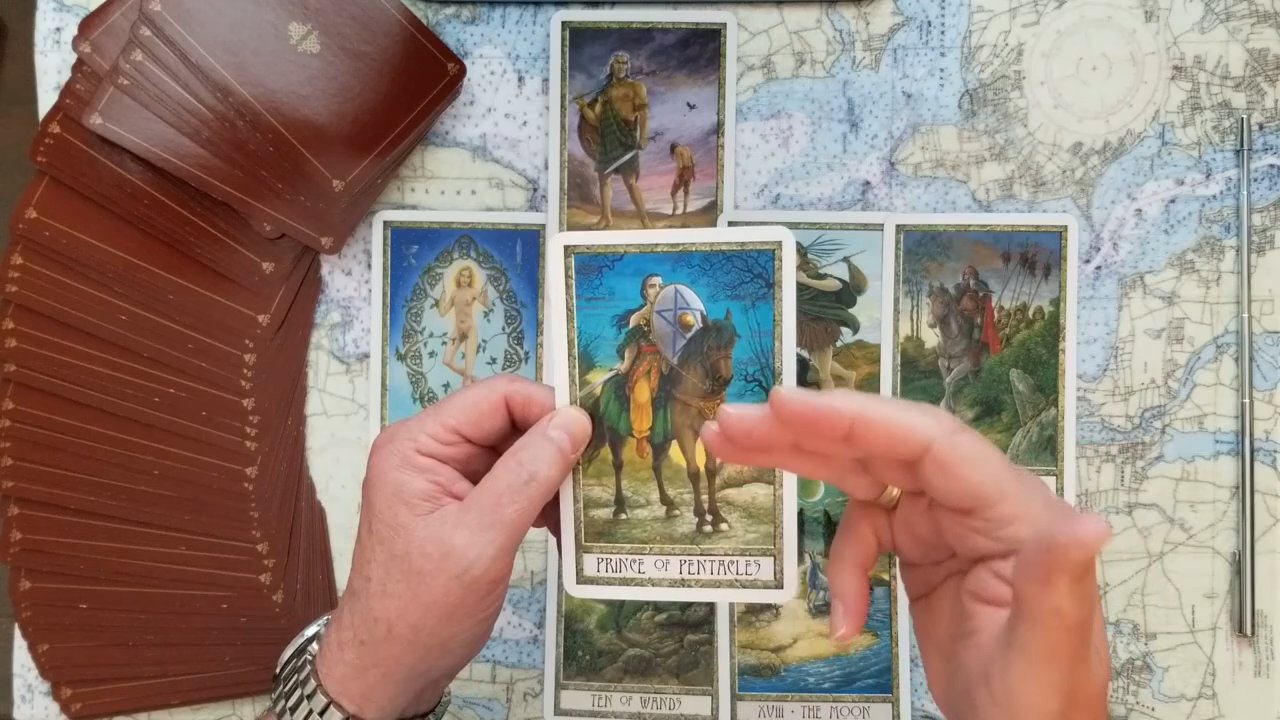 PRINCE OF PENTACLES
TEN OF WANDS
XVIII • THE MOON